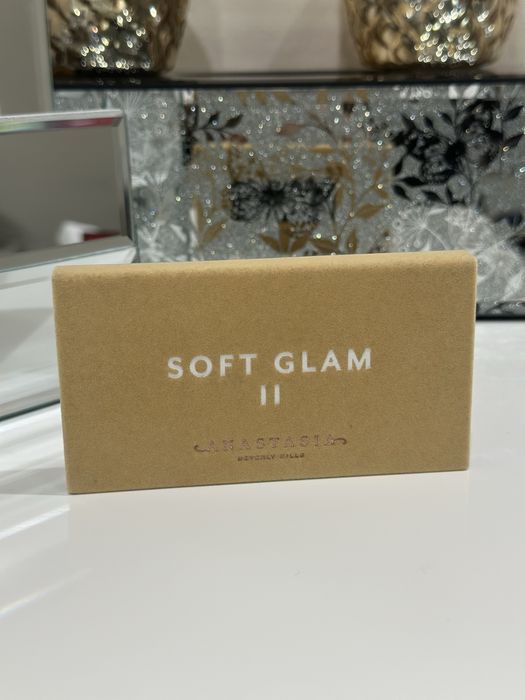 SOFT GLAM
II
ANASTASIA
BEVERLY HILLS